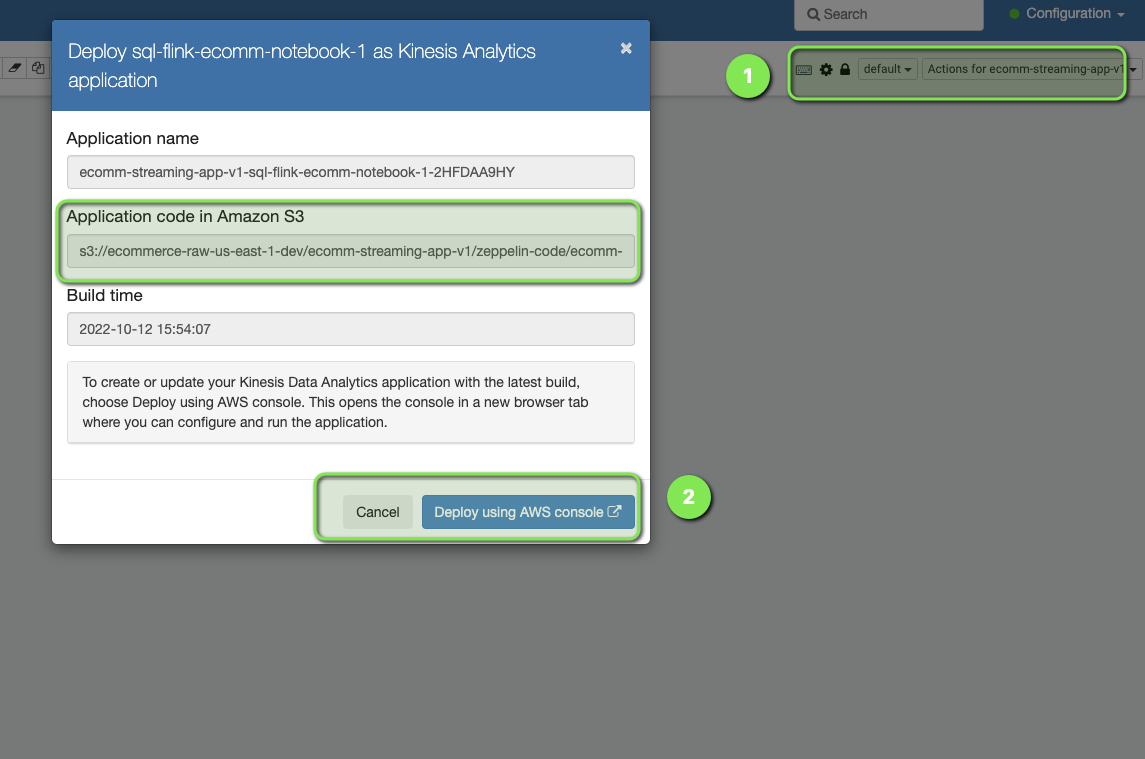 Search
Configuration
1
default
Actions for ecomm-streaming-app-v1
Deploy sql-flink-ecomm-notebook-1 as Kinesis Analytics
application
Application name
ecomm-streaming-app-v1-sql-flink-ecomm-notebook-1-2HFDAA9HY
Application code in Amazon S3
s3://ecommerce-raw-us-east-1-dev/ecomm-streaming-app-v1/zeppelin-code/ecomm-
Build time
2022-10-12 15:54:07
To create or update your Kinesis Data Analytics application with the latest build,
choose Deploy using AWS console. This opens the console in a new browser tab
where you can configure and run the application.
Cancel
Deploy using AWS console
2